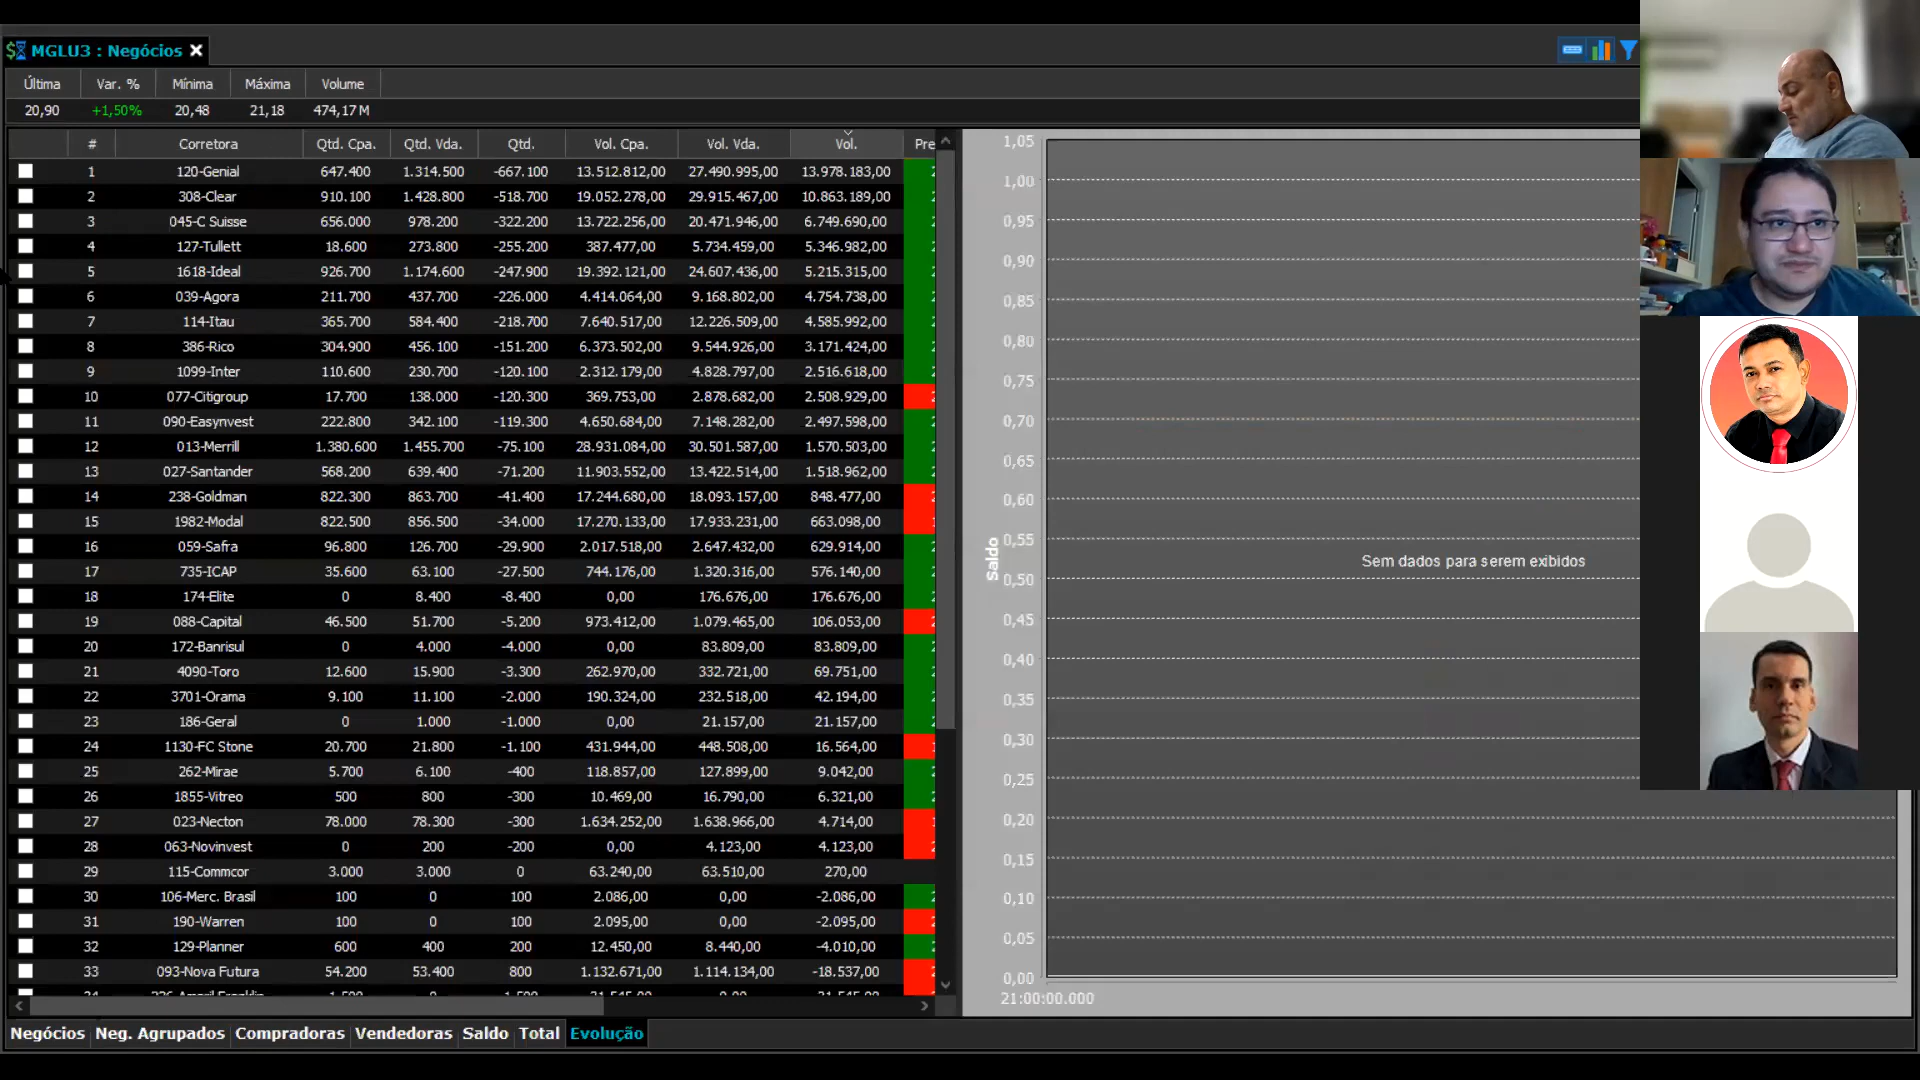 MGLU3 : Negócios
Última Var. % Mínima Máxima Volume
20,90 +1,50% 20,48 21,18 474,17 M
# Corretora Qtd. Cpa. Qtd. Vda. Qtd. Vol. Cpa. Vol. Vda. Vol. Pre
1 120-Genial 647.400 1.314.500 -667.100 13.512.812,00 27.490.995,00 13.978.183,00
2 308-Clear 910.100 1.428.800 -518.700 19.052.278,00 29.915.467,00 10.863.189,00
3 045-C Suisse 656.000 978.200 -322.200 13.722.256,00 20.471.946,00 6.749.690,00
4 127-Tullett 18.600 273.800 -255.200 387.477,00 5.734.459,00 5.346.982,00
5 1618-Ideal 926.700 1.174.600 -247.900 19.392.121,00 24.607.436,00 5.215.315,00
6 039-Agora 211.700 437.700 -226.000 4.414.064,00 9.168.802,00 4.754.738,00
7 114-Itau 365.700 584.400 -218.700 7.640.517,00 12.226.509,00 4.585.992,00
8 386-Rico 304.900 456.100 -151.200 6.373.502,00 9.544.926,00 3.171.424,00
9 1099-Inter 110.600 230.700 -120.100 2.312.179,00 4.828.797,00 2.516.618,00
10 077-Citigroup 17.700 138.000 -120.300 369.753,00 2.878.682,00 2.508.929,00
11 090-Easynvest 222.800 342.100 -119.300 4.650.684,00 7.148.282,00 2.497.598,00
12 013-Merrill 1.380.600 1.455.700 -75.100 28.931.084,00 30.501.587,00 1.570.503,00
13 027-Santander 568.200 639.400 -71.200 11.903.552,00 13.422.514,00 1.518.962,00
14 238-Goldman 822.300 863.700 -41.400 17.244.680,00 18.093.157,00 848.477,00
15 1982-Modal 822.500 856.500 -34.000 17.270.133,00 17.933.231,00 663.098,00
16 059-Safra 96.800 126.700 -29.900 2.017.518,00 2.647.432,00 629.914,00
17 735-ICAP 35.600 63.100 -27.500 744.176,00 1.320.316,00 576.140,00
18 174-Elite 0 8.400 -8.400 0,00 176.676,00 176.676,00
19 088-Capital 46.500 51.700 -5.200 973.412,00 1.079.465,00 106.053,00
20 172-Banrisul 0 4.000 -4.000 0,00 83.809,00 83.809,00
21 4090-Toro 12.600 15.900 -3.300 262.970,00 332.721,00 69.751,00
22 3701-Orama 9.100 11.100 -2.000 190.324,00 232.518,00 42.194,00
23 186-Geral 0 1.000 -1.000 0,00 21.157,00 21.157,00
24 1130-FC Stone 20.700 21.800 -1.100 431.944,00 448.508,00 16.564,00
25 262-Mirae 5.700 6.100 -400 118.857,00 127.899,00 9.042,00
26 1855-Vitreo 500 800 -300 10.469,00 16.790,00 6.321,00
27 023-Necton 78.000 78.300 -300 1.634.252,00 1.638.966,00 4.714,00
28 063-Novinvest 0 200 -200 0,00 4.123,00 4.123,00
29 115-Commcor 3.000 3.000 0 63.240,00 63.510,00 270,00
30 106-Merc. Brasil 100 0 100 2.086,00 0,00 -2.086,00
31 190-Warren 100 0 100 2.095,00 0,00 -2.095,00
32 129-Planner 600 400 200 12.450,00 8.440,00 -4.010,00
33 093-Nova Futura 54.200 53.400 800 1.132.671,00 1.114.134,00 -18.537,00
Negócios Neg. Agrupados Compradoras Vendedoras Saldo Total Evolução
1,05
1,00
0,95
0,90
0,85
0,80
0,75
0,70
0,65
0,60
0,55
0,50
0,45
0,40
0,35
0,30
0,25
0,20
0,15
0,10
0,05
0,00
Saldo
Sem dados para serem exibidos
21:00:00.000